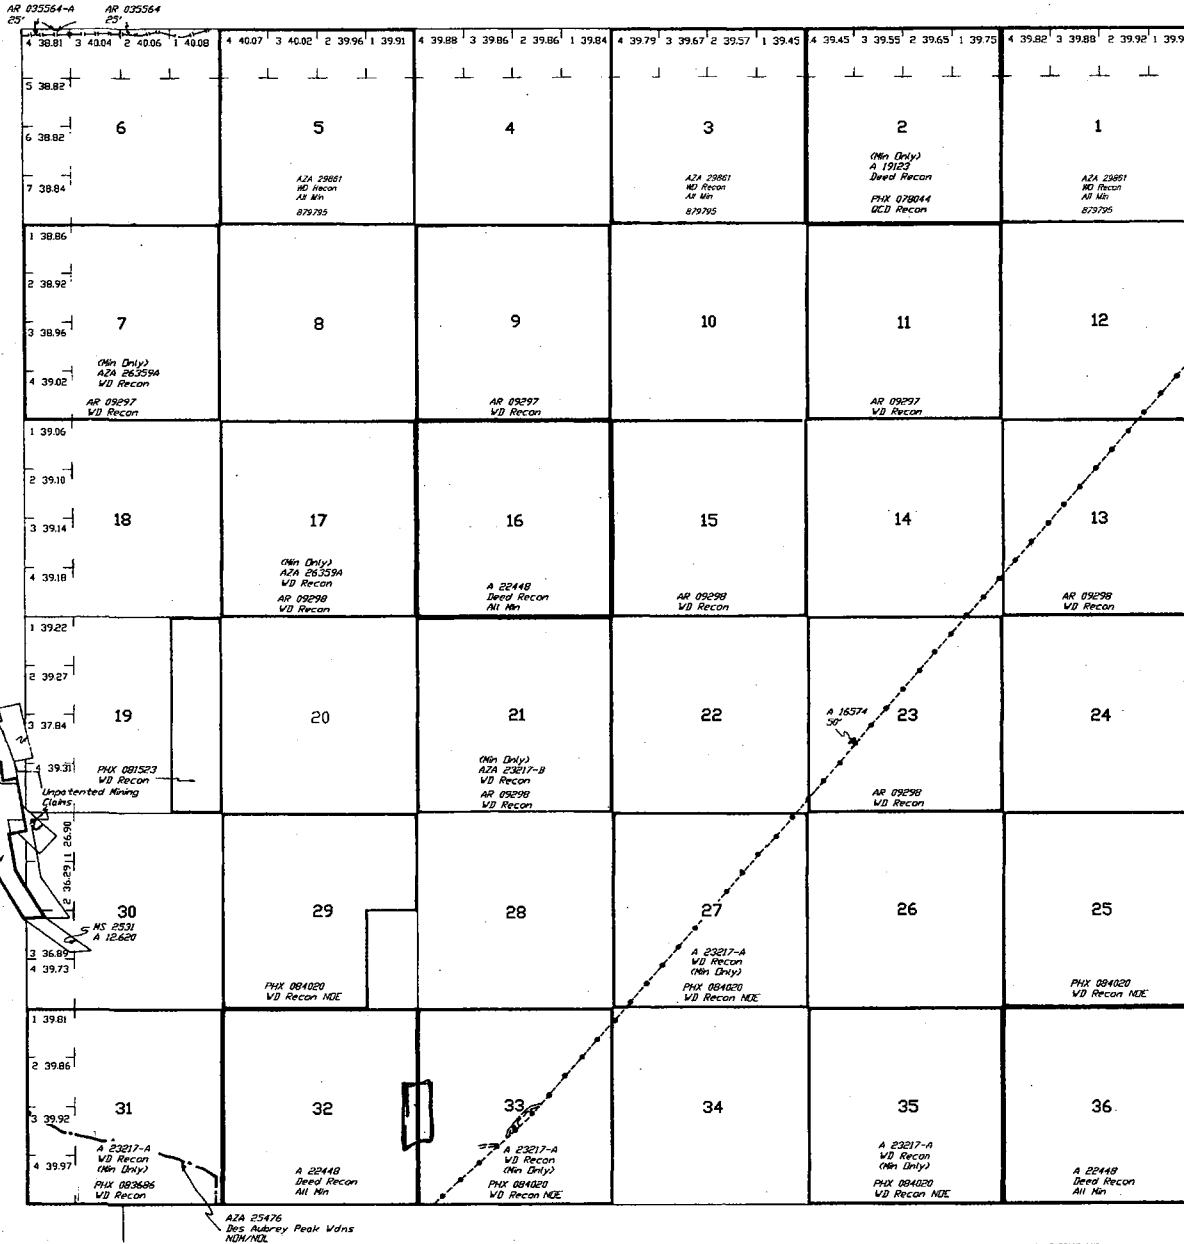 AR 035564-A AR 035564
25' 25'
4 38.81 3 40.04 2 40.06 1 40.08 4 40.07 3 40.02 2 39.96 1 39.91 4 39.88 3 39.86 2 39.86 1 39.84 4 39.79 3 39.67 2 39.57 1 39.45 4 39.45 3 39.55 2 39.65 1 39.75 4 39.82 3 39.88 2 39.92 1 39.9
5 38.82
6 38.82
7 38.84
6
5
AZA 29861
WD Recon
All Min
879795
4
3
AZA 29861
WD Recon
All Min
879795
2
(Min Only)
A 19123
Deed Recon
PHX 078044
QCD Recon
1
AZA 29861
WD Recon
All Min
879795
1 38.86
2 38.92
3 38.96
4 39.02
7
(Min Only)
AZA 26359A
WD Recon
AR 09297
WD Recon
8
9
AR 09297
WD Recon
10
11
AR 09297
WD Recon
12
1 39.06
2 39.10
3 39.14
4 39.18
18
17
(Min Only)
AZA 26359A
WD Recon
AR 09298
WD Recon
16
A 22448
Deed Recon
All Min
15
AR 09298
WD Recon
14
13
AR 09298
WD Recon
1 39.22
2 39.27
3 37.84
4 39.31
19
PHX 081523
WD Recon
Unpatented Mining
Claims
20
21
(Min Only)
AZA 23217-B
WD Recon
AR 09298
WD Recon
22
A 16574
50'
23
AR 09298
WD Recon
24
1 26.90
2 36.29
3 36.89
4 39.73
30
MS 2531
A 12620
29
PHX 084020
WD Recon NOE
28
27
A 23217-A
WD Recon
(Min Only)
PHX 084020
WD Recon NOE
26
25
PHX 084020
WD Recon NOE
1 39.81
2 39.86
3 39.92
4 39.97
31
A 23217-A
WD Recon
(Min Only)
PHX 083686
WD Recon
32
A 22448
Deed Recon
All Min
33
A 23217-A
WD Recon
(Min Only)
PHX 084020
WD Recon NOE
34
35
A 23217-A
WD Recon
(Min Only)
PHX 084020
WD Recon NOE
36
A 22448
Deed Recon
All Min
AZA 25476
Des Aubrey Peak Wdns
NOM/NOL